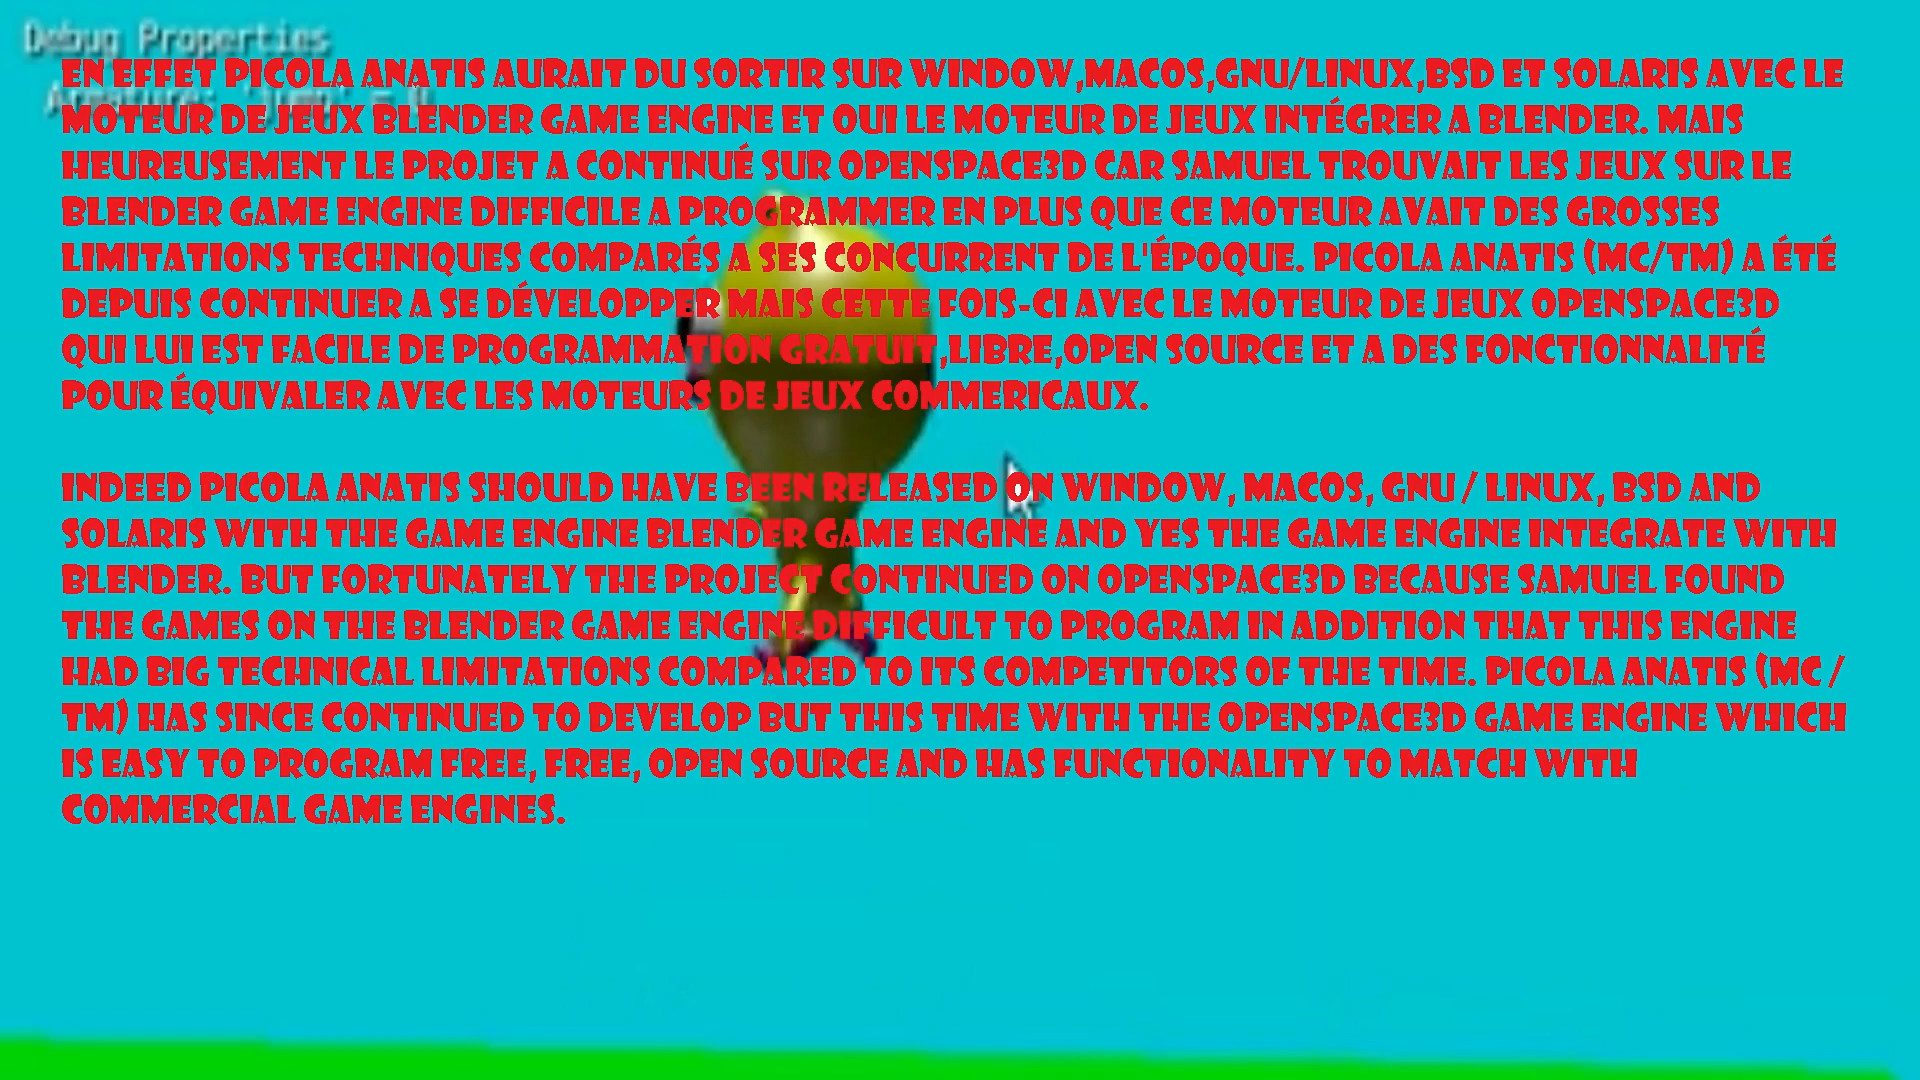 Debug Properties
EN EFFET PICOLA ANATIS AURAIT DU SORTIR SUR WINDOW,MACOS,GNU/LINUX,BSD ET SOLARIS AVEC LE
MOTEUR DE JEUX BLENDER GAME ENGINE ET OUI LE MOTEUR DE JEUX INTÉGRER A BLENDER. MAIS
HEUREUSEMENT LE PROJET A CONTINUÉ SUR OPENSPACE3D CAR SAMUEL TROUVAIT LES JEUX SUR LE
BLENDER GAME ENGINE DIFFICILE A PROGRAMMER EN PLUS QUE CE MOTEUR AVAIT DES GROSSES
LIMITATIONS TECHNIQUES COMPARÉS A SES CONCURRENT DE L'ÉPOQUE. PICOLA ANATIS (MC/TM) A ÉTÉ
DEPUIS CONTINUER A SE DÉVELOPPER MAIS CETTE FOIS-CI AVEC LE MOTEUR DE JEUX OPENSPACE3D
QUI LUI EST FACILE DE PROGRAMMATION GRATUIT,LIBRE,OPEN SOURCE ET A DES FONCTIONNALITÉ
POUR ÉQUIVALER AVEC LES MOTEURS DE JEUX COMMERICAUX.
INDEED PICOLA ANATIS SHOULD HAVE BEEN RELEASED ON WINDOW, MACOS, GNU / LINUX, BSD AND
SOLARIS WITH THE GAME ENGINE BLENDER GAME ENGINE AND YES THE GAME ENGINE INTEGRATE WITH
BLENDER. BUT FORTUNATELY THE PROJECT CONTINUED ON OPENSPACE3D BECAUSE SAMUEL FOUND
THE GAMES ON THE BLENDER GAME ENGINE DIFFICULT TO PROGRAM IN ADDITION THAT THIS ENGINE
HAD BIG TECHNICAL LIMITATIONS COMPARED TO ITS COMPETITORS OF THE TIME. PICOLA ANATIS (MC /
TM) HAS SINCE CONTINUED TO DEVELOP BUT THIS TIME WITH THE OPENSPACE3D GAME ENGINE WHICH
IS EASY TO PROGRAM FREE, FREE, OPEN SOURCE AND HAS FUNCTIONALITY TO MATCH WITH
COMMERCIAL GAME ENGINES.